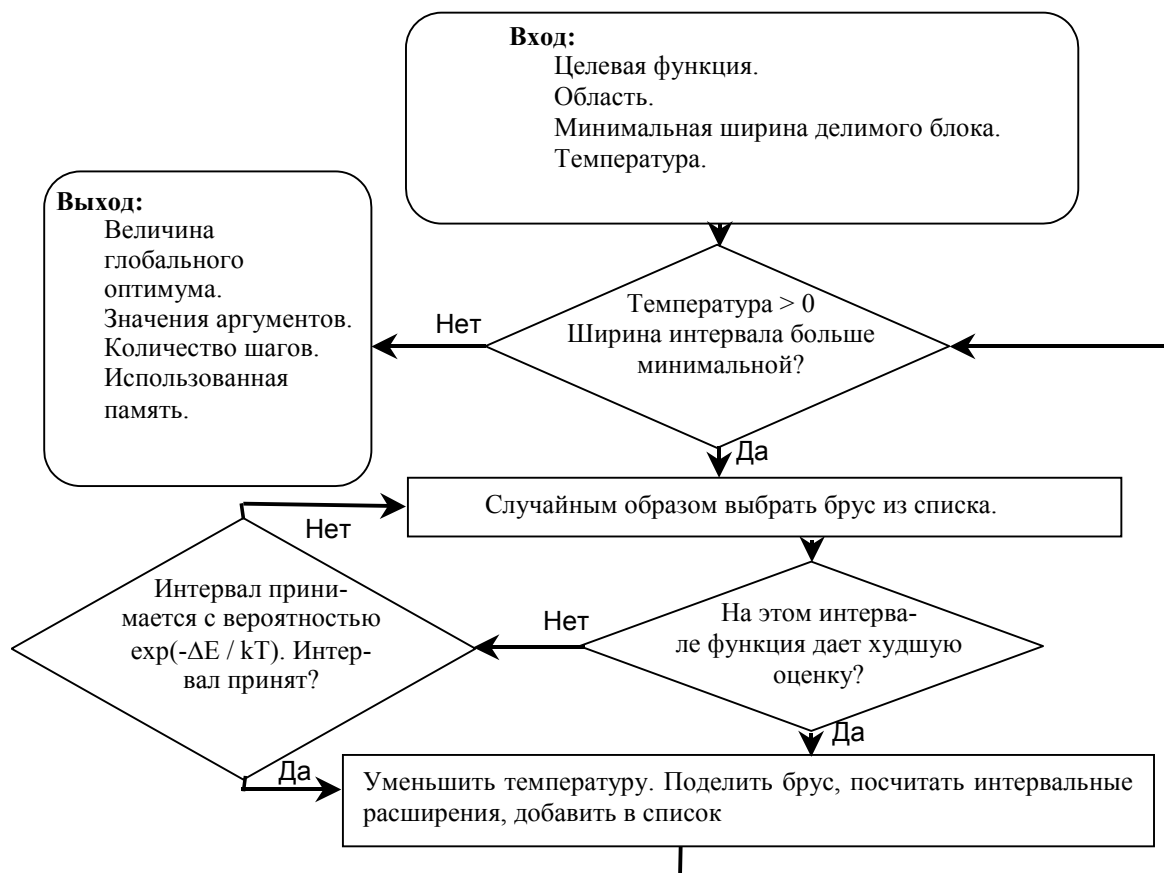 Вход:
Целевая функция.
Область.
Минимальная ширина делимого блока.
Температура.
Выход:
Величина
глобального
оптимума.
Значения аргументов.
Количество шагов.
Использованная
память.
Температура > 0
Ширина интервала больше
минимальной?
Нет
Да
Случайным образом выбрать брус из списка.
Нет
Интервал прини-
мается с вероятностью
exp(-ΔE / kT). Интер-
вал принят?
Нет
На этом интерва-
ле функция дает худшую
оценку?
Да
Да
Уменьшить температуру. Поделить брус, посчитать интервальные
расширения, добавить в список